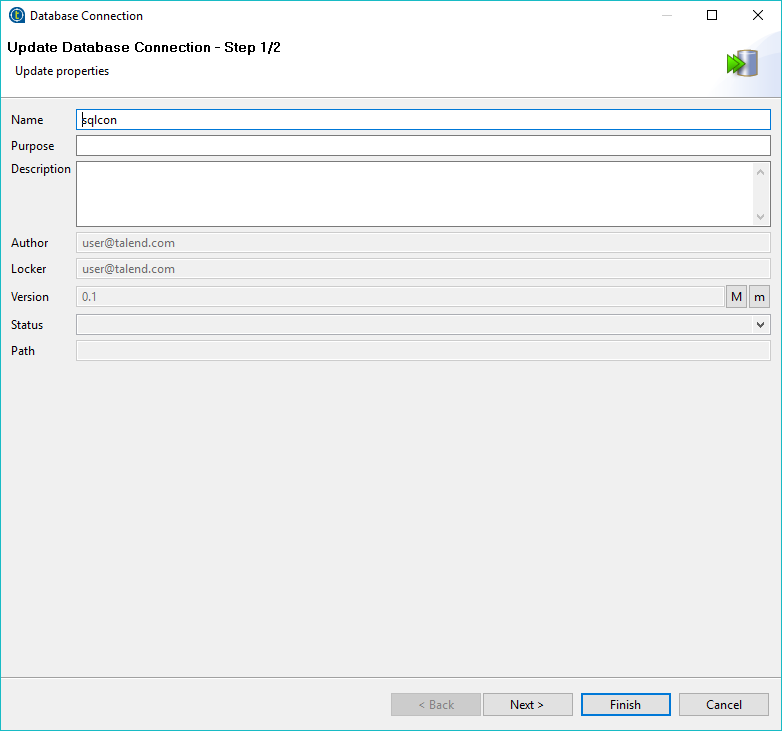 Database Connection
Update Database Connection - Step 1/2
Update properties
Name sqlcon
Purpose
Description
Author user@talend.com
Locker user@talend.com
Version 0.1 M m
Status
Path
< Back Next > Finish Cancel